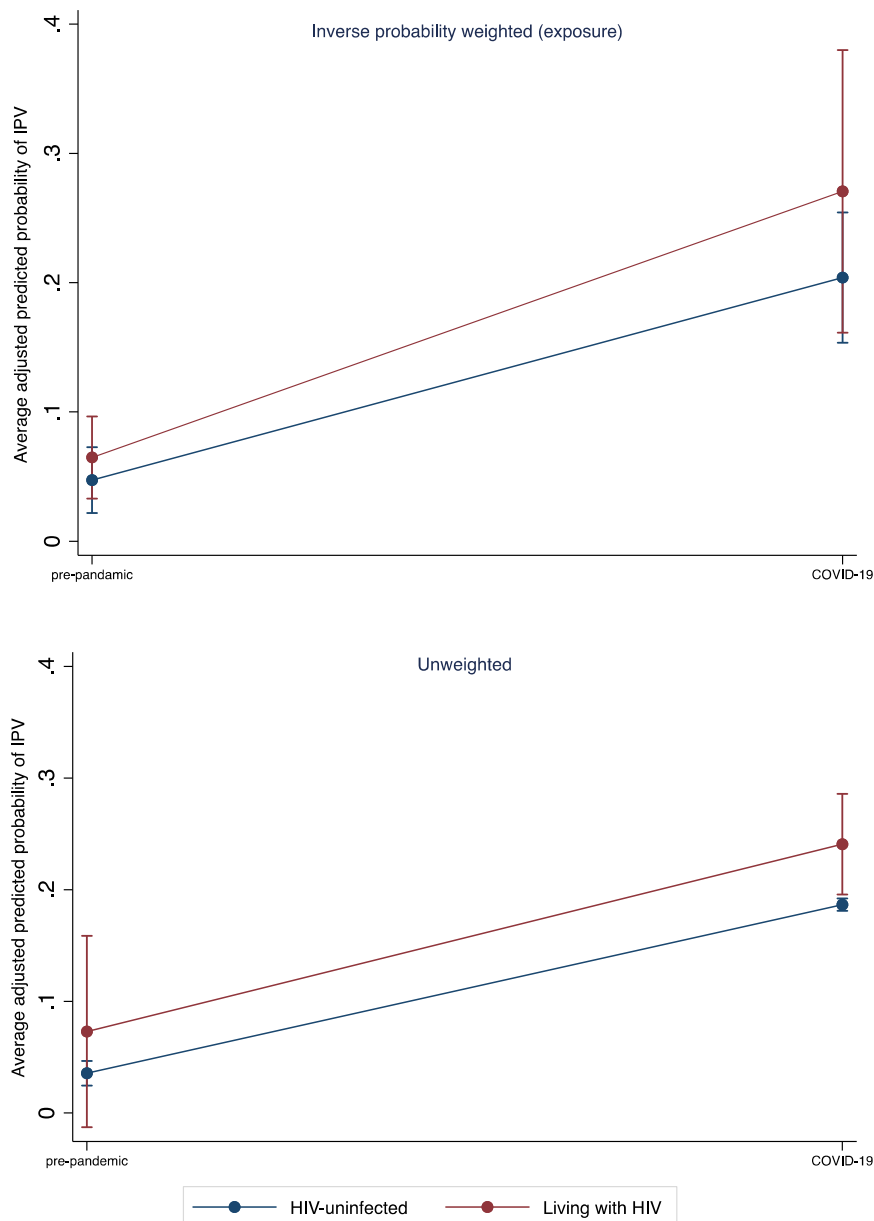 Inverse probability weighted (exposure)
Average adjusted predicted probability of IPV
.4
.3
.2
.1
0
pre-pandamic
COVID-19
Unweighted
Average adjusted predicted probability of IPV
.4
.3
.2
.1
0
pre-pandemic
COVID-19
HIV-uninfected
Living with HIV